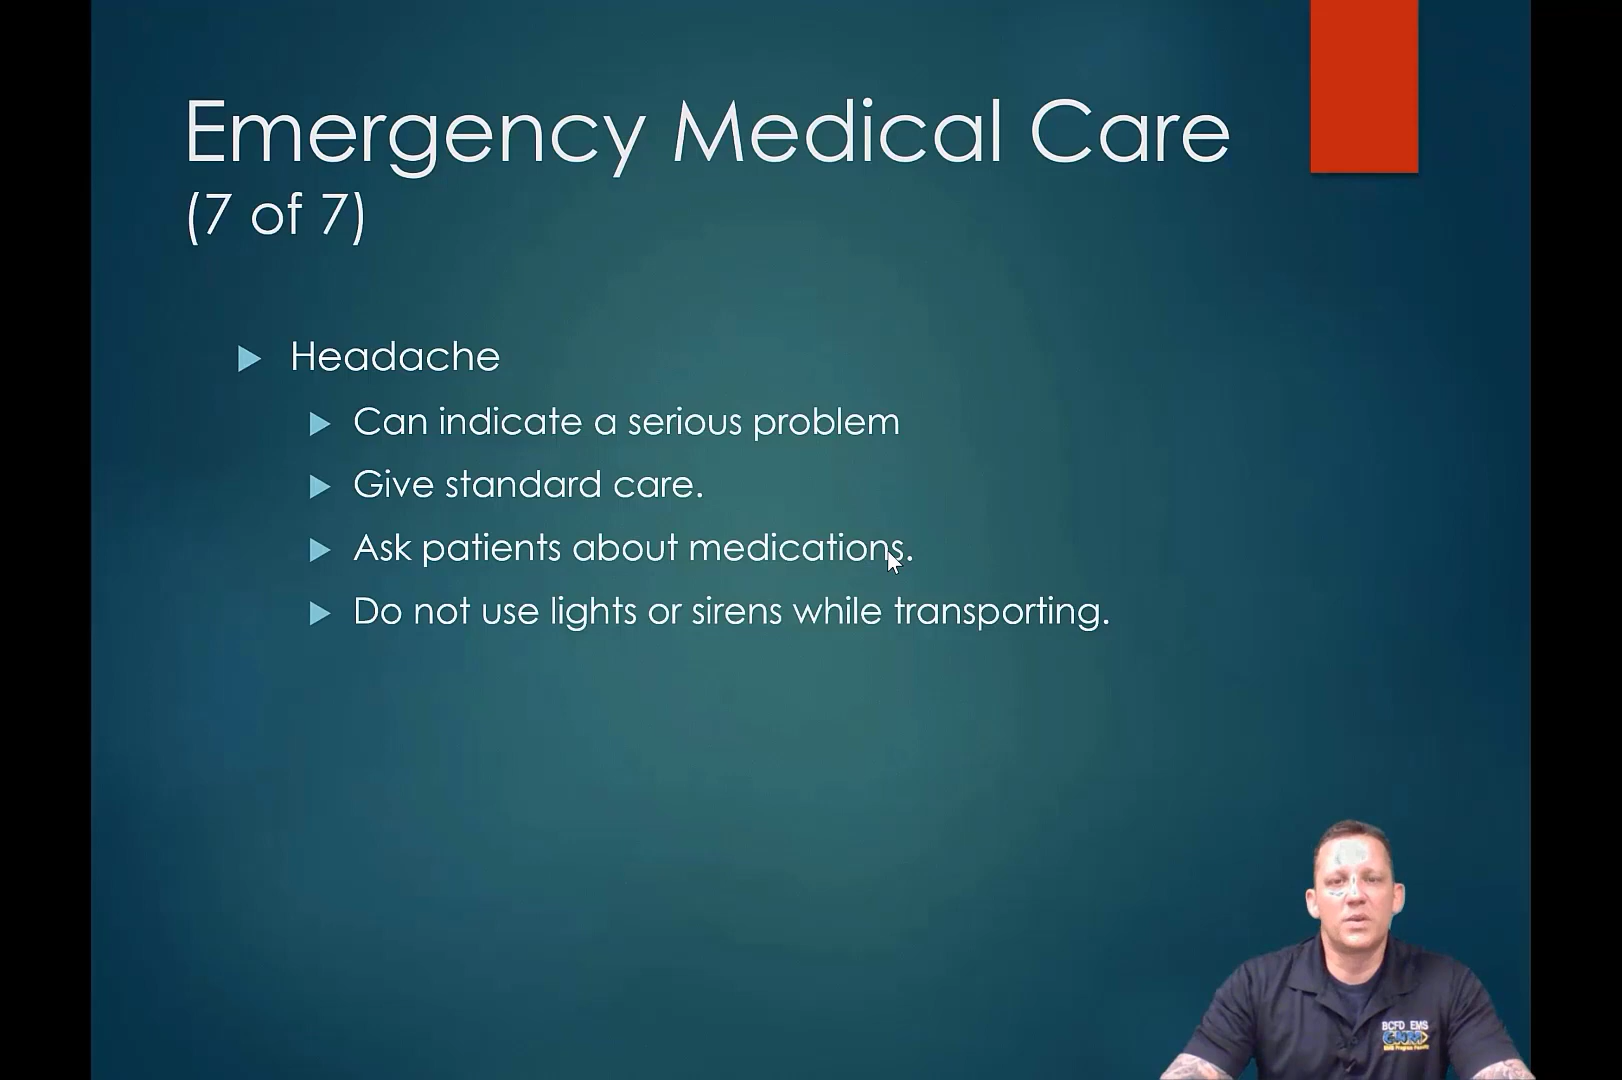 Emergency Medical Care
(7 of 7)
Headache
Can indicate a serious problem
Give standard care.
Ask patients about medications.
Do not use lights or sirens while transporting.
BCFD EMS